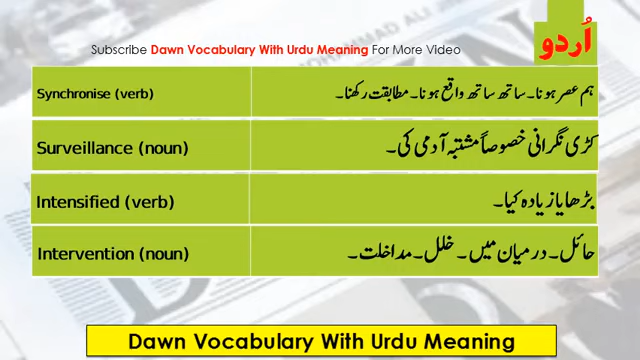 اُردو
Subscribe Dawn Vocabulary With Urdu Meaning For More Video
Synchronise (verb) ہم عصر ہونا۔ ساتھ ساتھ واقع ہونا۔ مطابقت رکھنا۔
Surveillance (noun) کڑی نگرانی خصوصاً مشتبہ آدمی کی۔
Intensified (verb) بڑھایا زیادہ کیا۔
Intervention (noun) حائل۔ درمیان میں۔ خلل۔ مداخلت۔
Dawn Vocabulary With Urdu Meaning